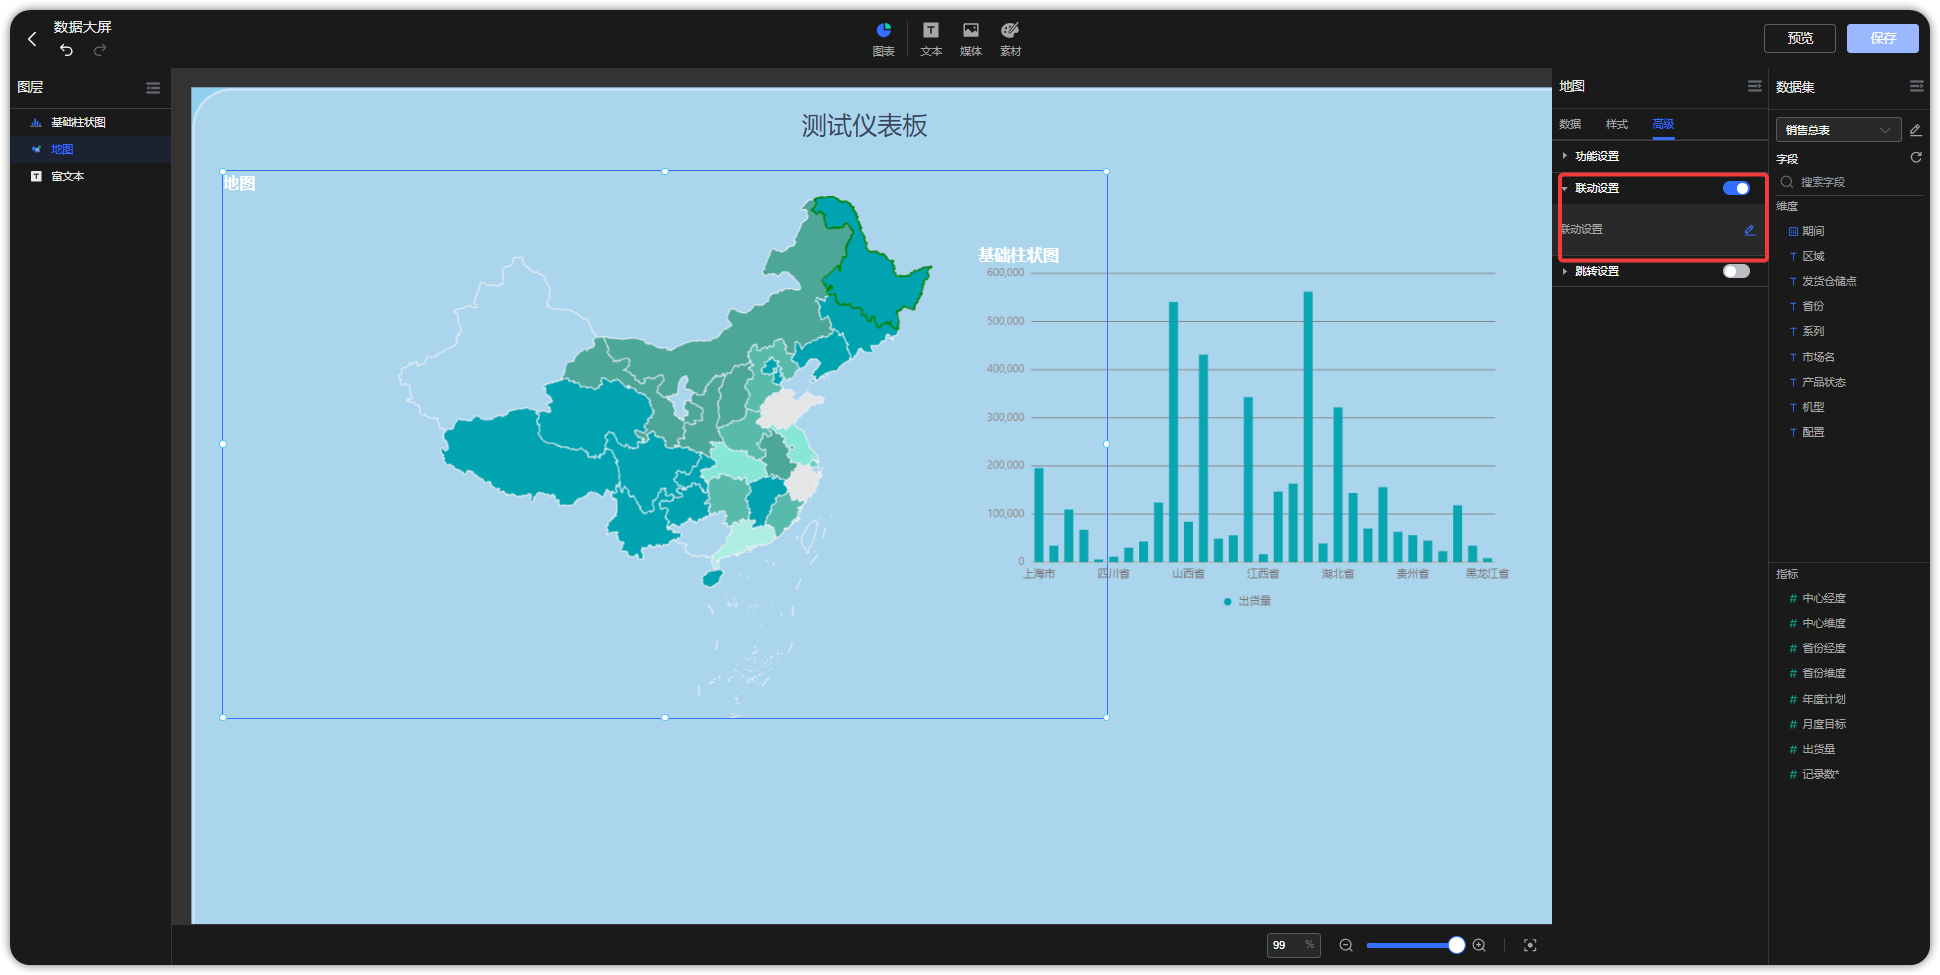 数据大屏
图表
文本
媒体
素材
预览
保存
图层
基础柱状图
地图
富文本
测试仪表板
地图
基础柱状图
600,000
500,000
400,000
300,000
200,000
100,000
0
上海市
四川省
山西省
江西省
湖北省
贵州省
黑龙江省
出货量
99 %
地图
数据 样式 高级
功能设置
联动设置
联动设置
跳转设置
数据集
销售总表
字段
搜索字段
维度
期间
区域
发货仓储点
省份
系列
市场名
产品状态
机型
配置
指标
# 中心经度
# 中心维度
# 省份经度
# 省份维度
# 年度计划
# 月度目标
# 出货量
# 记录数*